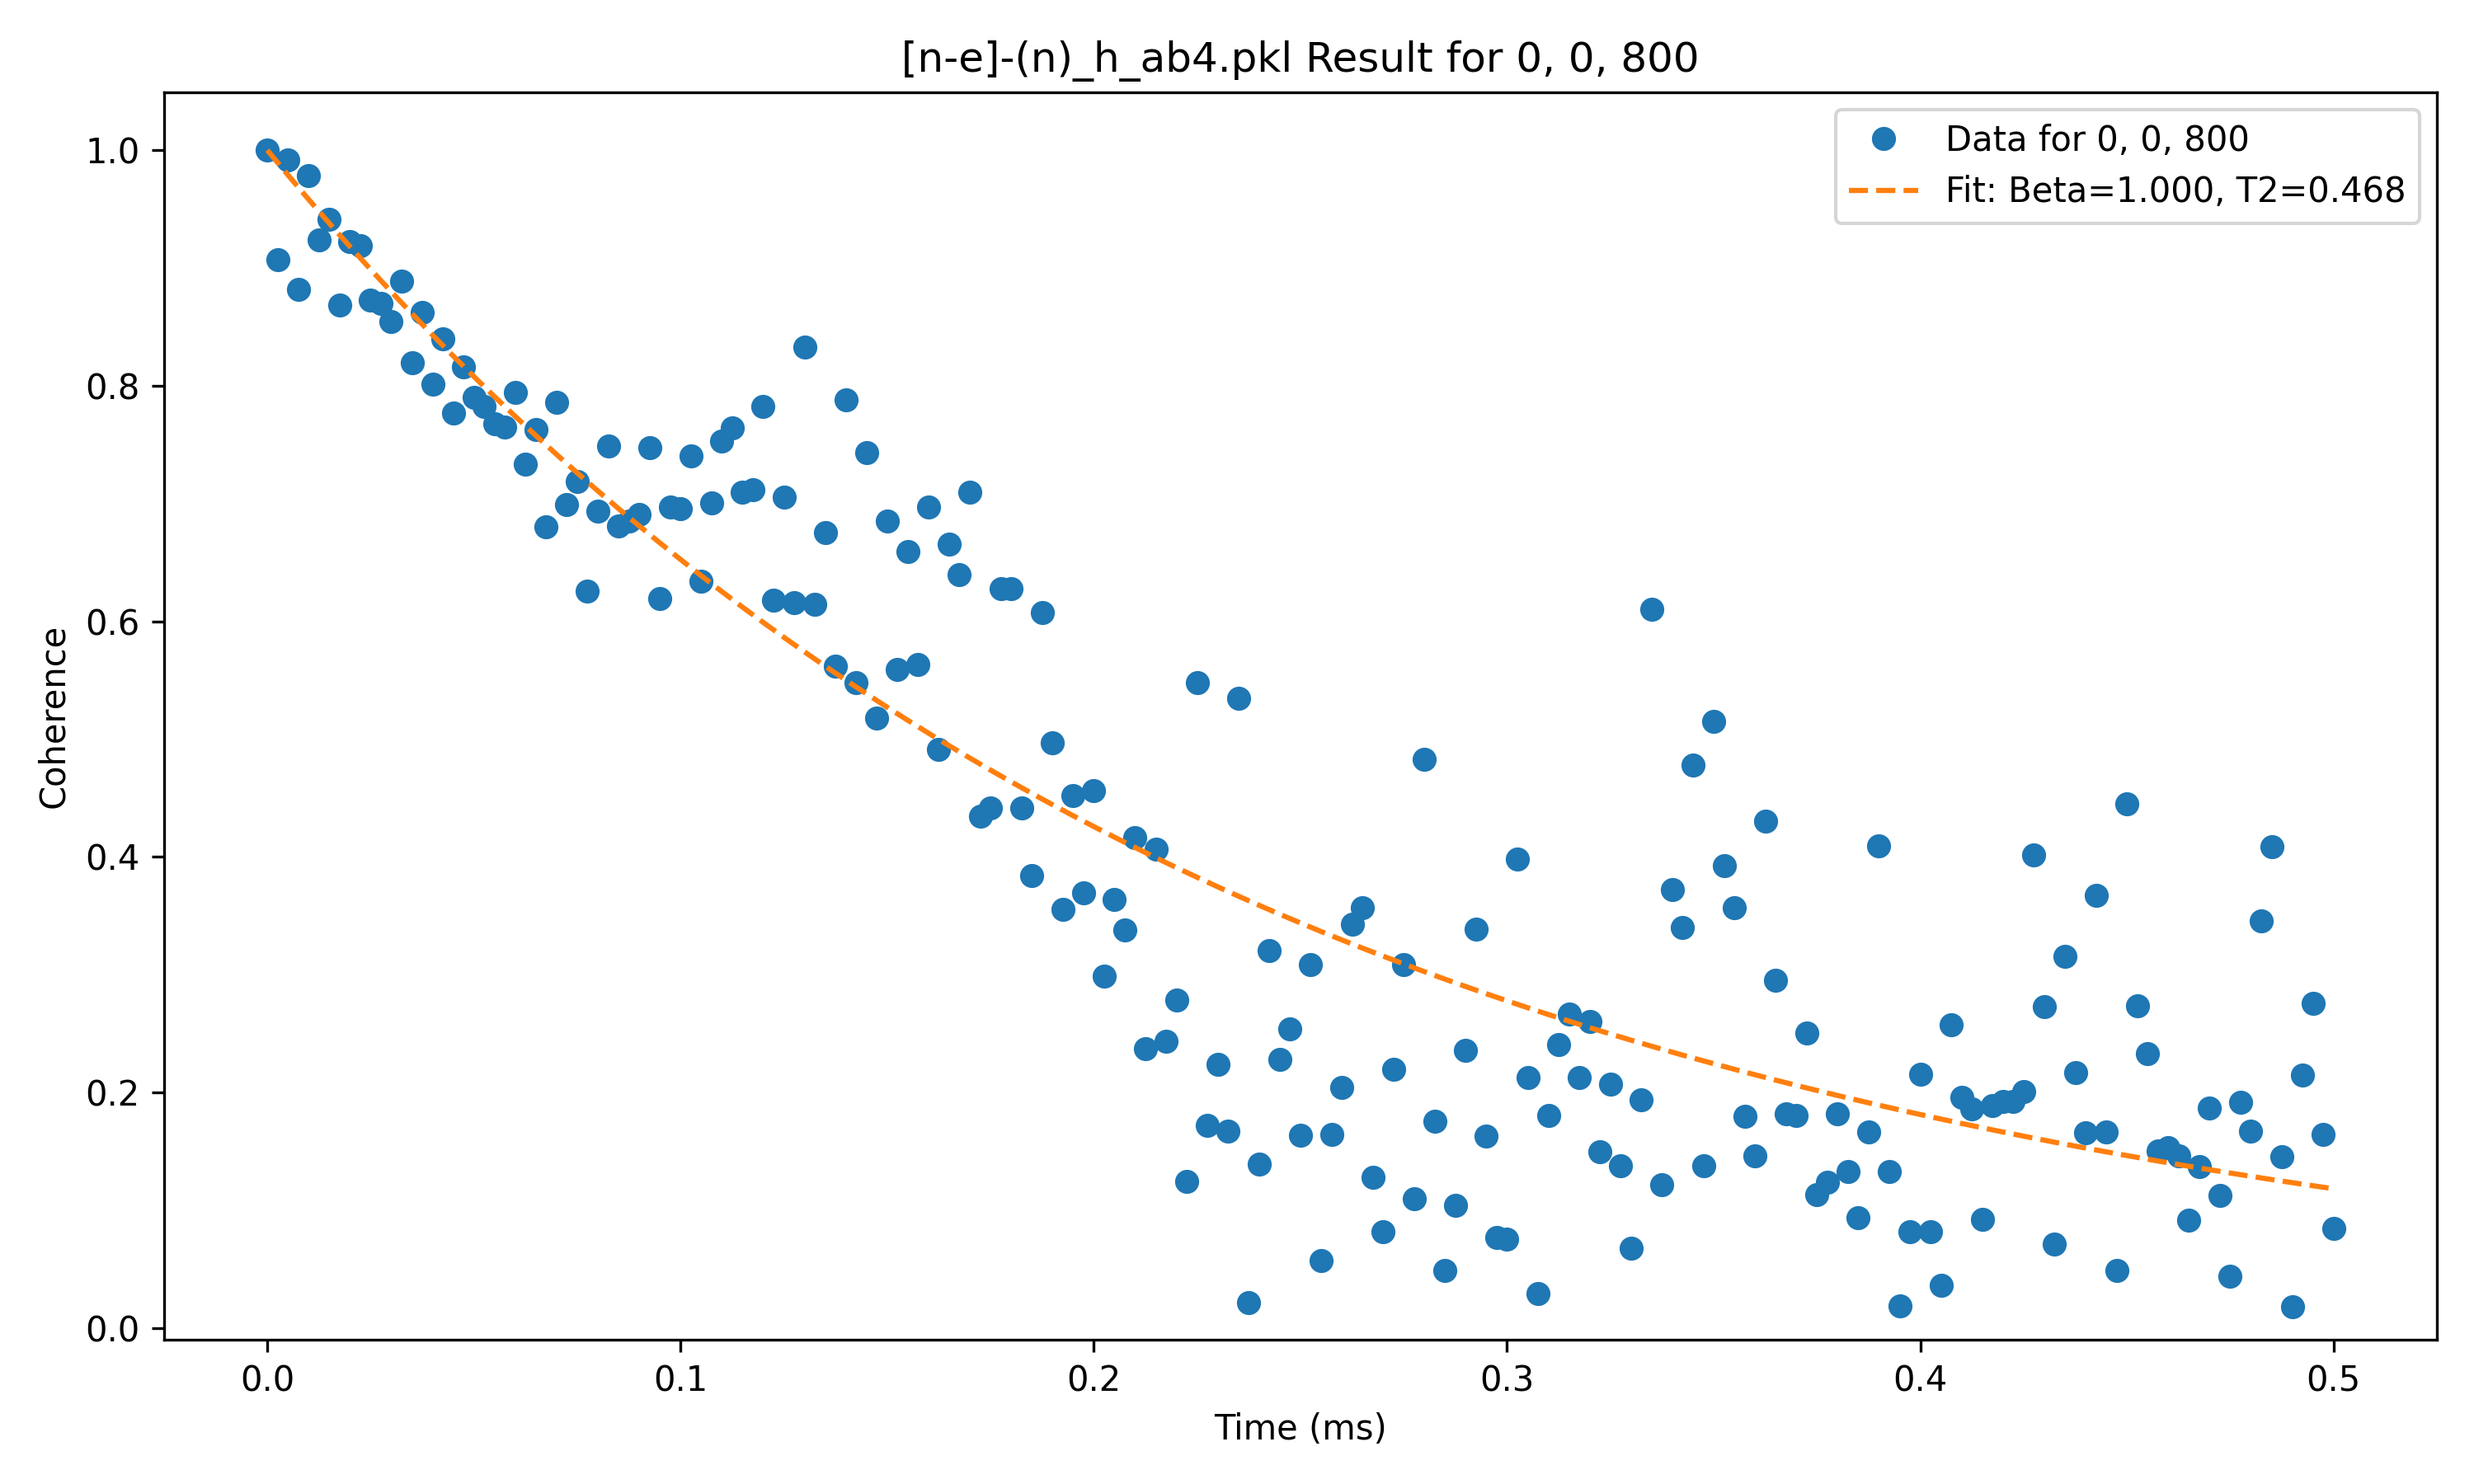 [n-e]-(n)_h_ab4.pkl Result for 0, 0, 800
Data for 0, 0, 800
Fit: Beta=1.000, T2=0.468
Coherence
1.0
0.8
0.6
0.4
0.2
0.0
0.0 0.1 0.2 0.3 0.4 0.5
Time (ms)